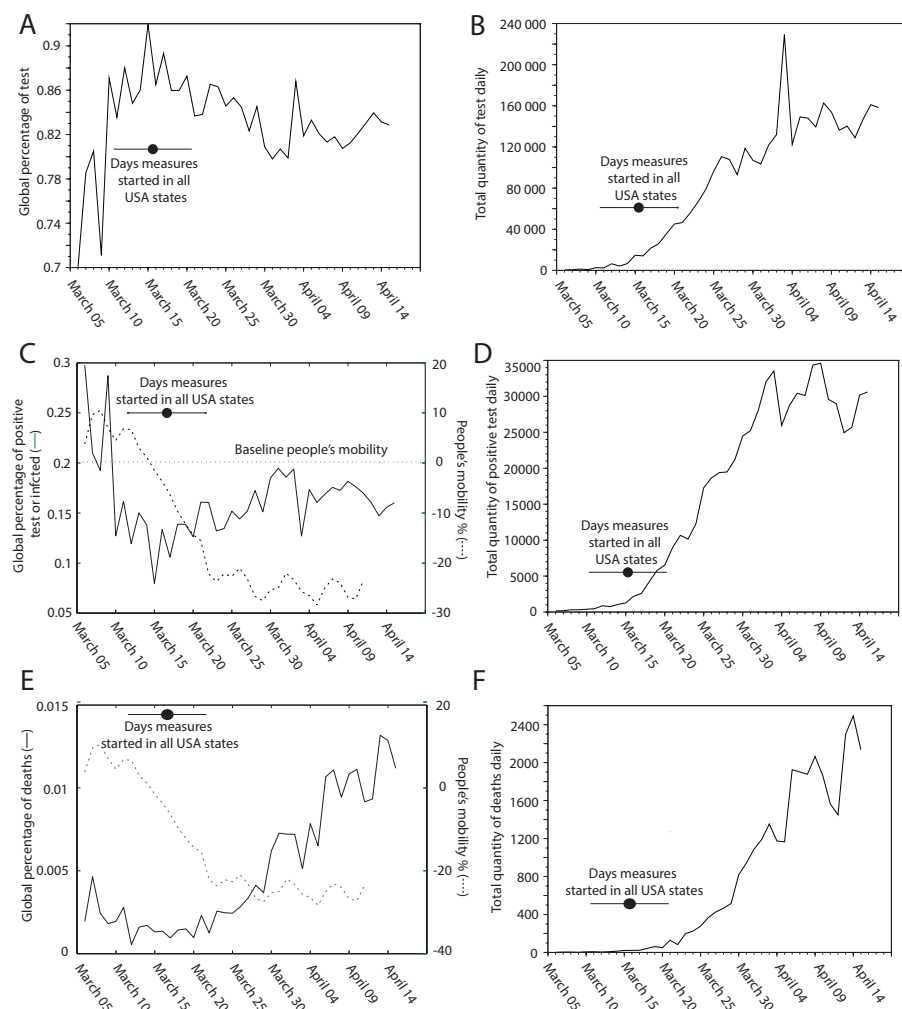 A
Global percentage of test
0.9
0.86
0.82
0.78
0.74
0.7
Days measures
started in all
USA states
March 05
March 10
March 15
March 20
March 25
March 30
April 04
April 09
April 14
B
Total quantity of test daily
240 000
200 000
160 000
120 000
80 000
40 000
0
Days measures
started in all
USA states
March 05
March 10
March 15
March 20
March 25
March 30
April 04
April 09
April 14
C
Global percentage of positive
test or infcted (—)
0.3
0.25
0.2
0.15
0.1
0.05
Days measures
started in all USA states
Baseline people's mobility
20
10
0
-10
-20
-30
People's mobility % (----)
March 05
March 10
March 15
March 20
March 25
March 30
April 04
April 09
April 14
D
Total quantity of positive test daily
35000
30000
25000
20000
15000
10000
5000
0
Days measures
started in all
USA states
March 05
March 10
March 15
March 20
March 25
March 30
April 04
April 09
April 14
E
Global percentage of deaths (—)
0.015
0.01
0.005
0
Days measures
started in all USA states
20
0
-20
-40
People's mobility % (----)
March 05
March 10
March 15
March 20
March 25
March 30
April 04
April 09
April 14
F
Total quantity of deaths daily
2400
2000
1600
1200
800
400
0
Days measures
started in all USA states
March 05
March 10
March 15
March 20
March 25
March 30
April 04
April 09
April 14